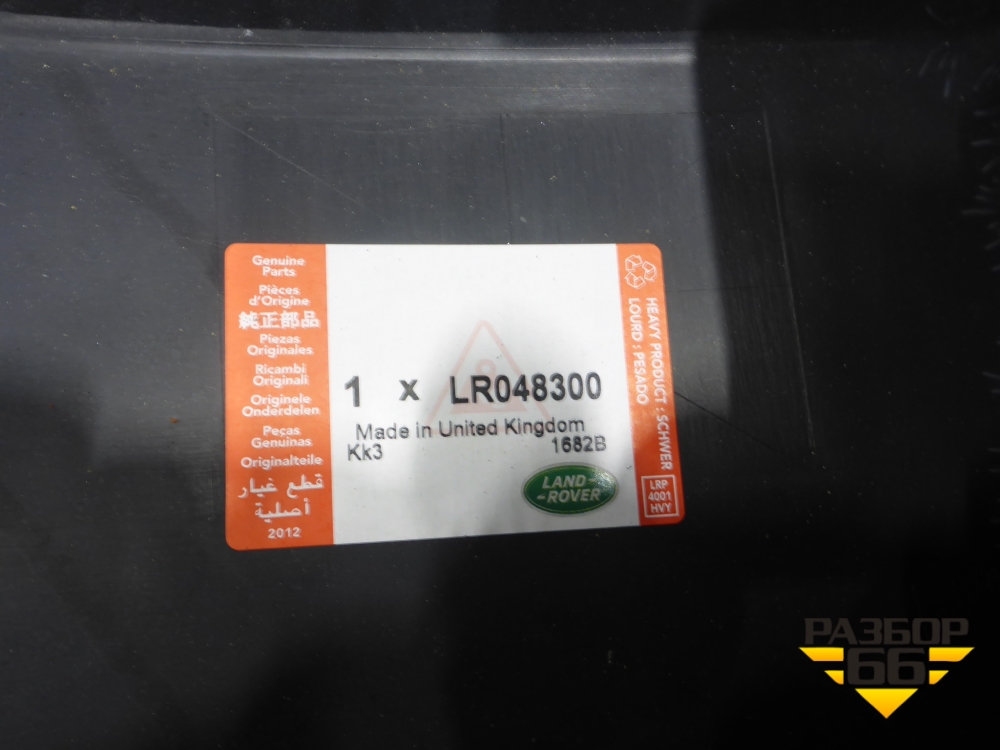 Genuine
Parts
Pièces
d'Origine
純正部品
Piezas
Originales
Ricambi
Originali
Originele
Onderdelen
Peças
Genuinas
Originalteile
قطع غيار
أصلية
2012
1 x LR048300
Made in United Kingdom
Kk3 1682B
LAND-
-ROVER
HEAVY PRODUCT : SCHWER
LOURD : PESADO
LRP
4001
HVY
РАЗБОР
66